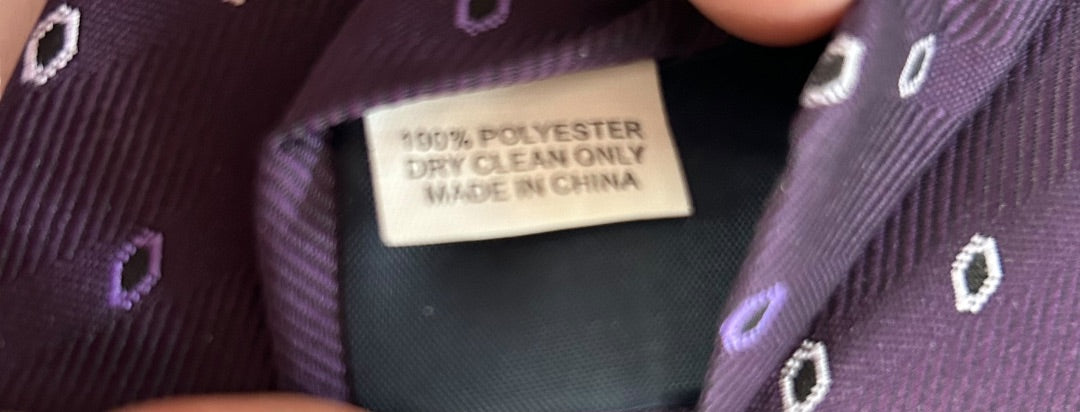 100% POLYESTER
DRY CLEAN ONLY
MADE IN CHINA